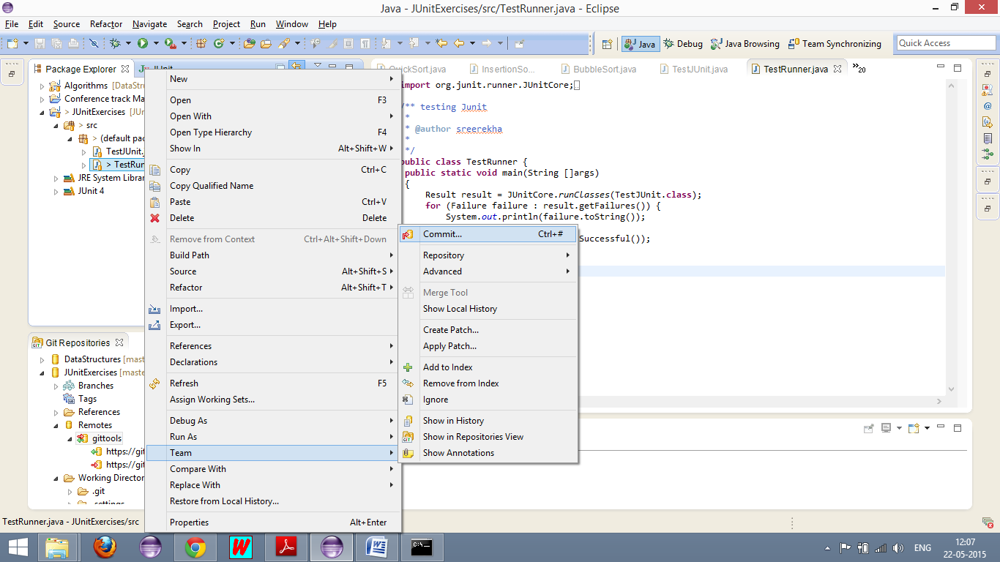 Java - JUnitExercises/src/TestRunner.java - Eclipse
File Edit Source Refactor Navigate Search Project Run Window Help
Java Debug Java Browsing Team Synchronizing Quick Access
Package Explorer
Algorithms [DataStru
Conference track Ma
> JUnitExercises [JUn
> src
> (default pac
TestJUnit.
> TestRun
JRE System Librar
JUnit 4
Git Repositories
DataStructures [mast
JUnitExercises [maste
Branches
Tags
References
Remotes
gittools
https://git
https://git
Working Director
.git
.settings
New
Open F3
Open With
Open Type Hierarchy F4
Show In Alt+Shift+W
Copy Ctrl+C
Copy Qualified Name
Paste Ctrl+V
Delete Delete
Remove from Context Ctrl+Alt+Shift+Down
Build Path
Source Alt+Shift+S
Refactor Alt+Shift+T
Import...
Export...
References
Declarations
Refresh F5
Assign Working Sets...
Debug As
Run As
Team
Compare With
Replace With
Restore from Local History...
Properties Alt+Enter
Commit... Ctrl+#
Repository
Advanced
Merge Tool
Show Local History
Create Patch...
Apply Patch...
Add to Index
Remove from Index
Ignore
Show in History
Show in Repositories View
Show Annotations
QuickSort.java InsertionSo... BubbleSort.java TestJUnit.java TestRunner.java »20
import org.junit.runner.JUnitCore;
/** testing Junit
*
* @author sreerekha
*
*/
public class TestRunner {
public static void main(String []args)
{
Result result = JUnitCore.runClasses(TestJUnit.class);
for (Failure failure : result.getFailures()) {
System.out.println(failure.toString());
Successful());
TestRunner.java - JUnitExercises/src
ENG
12:07
22-05-2015